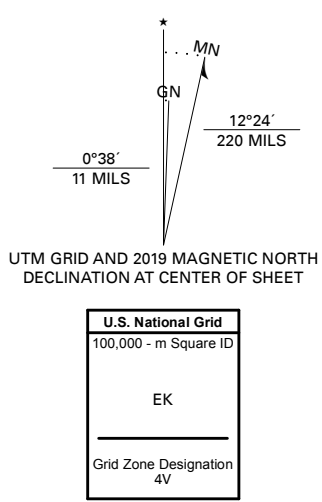 ★
MN
GN
12°24´
220 MILS
0°38´
11 MILS
UTM GRID AND 2019 MAGNETIC NORTH
DECLINATION AT CENTER OF SHEET
U.S. National Grid
100,000 - m Square ID
EK
Grid Zone Designation
4V